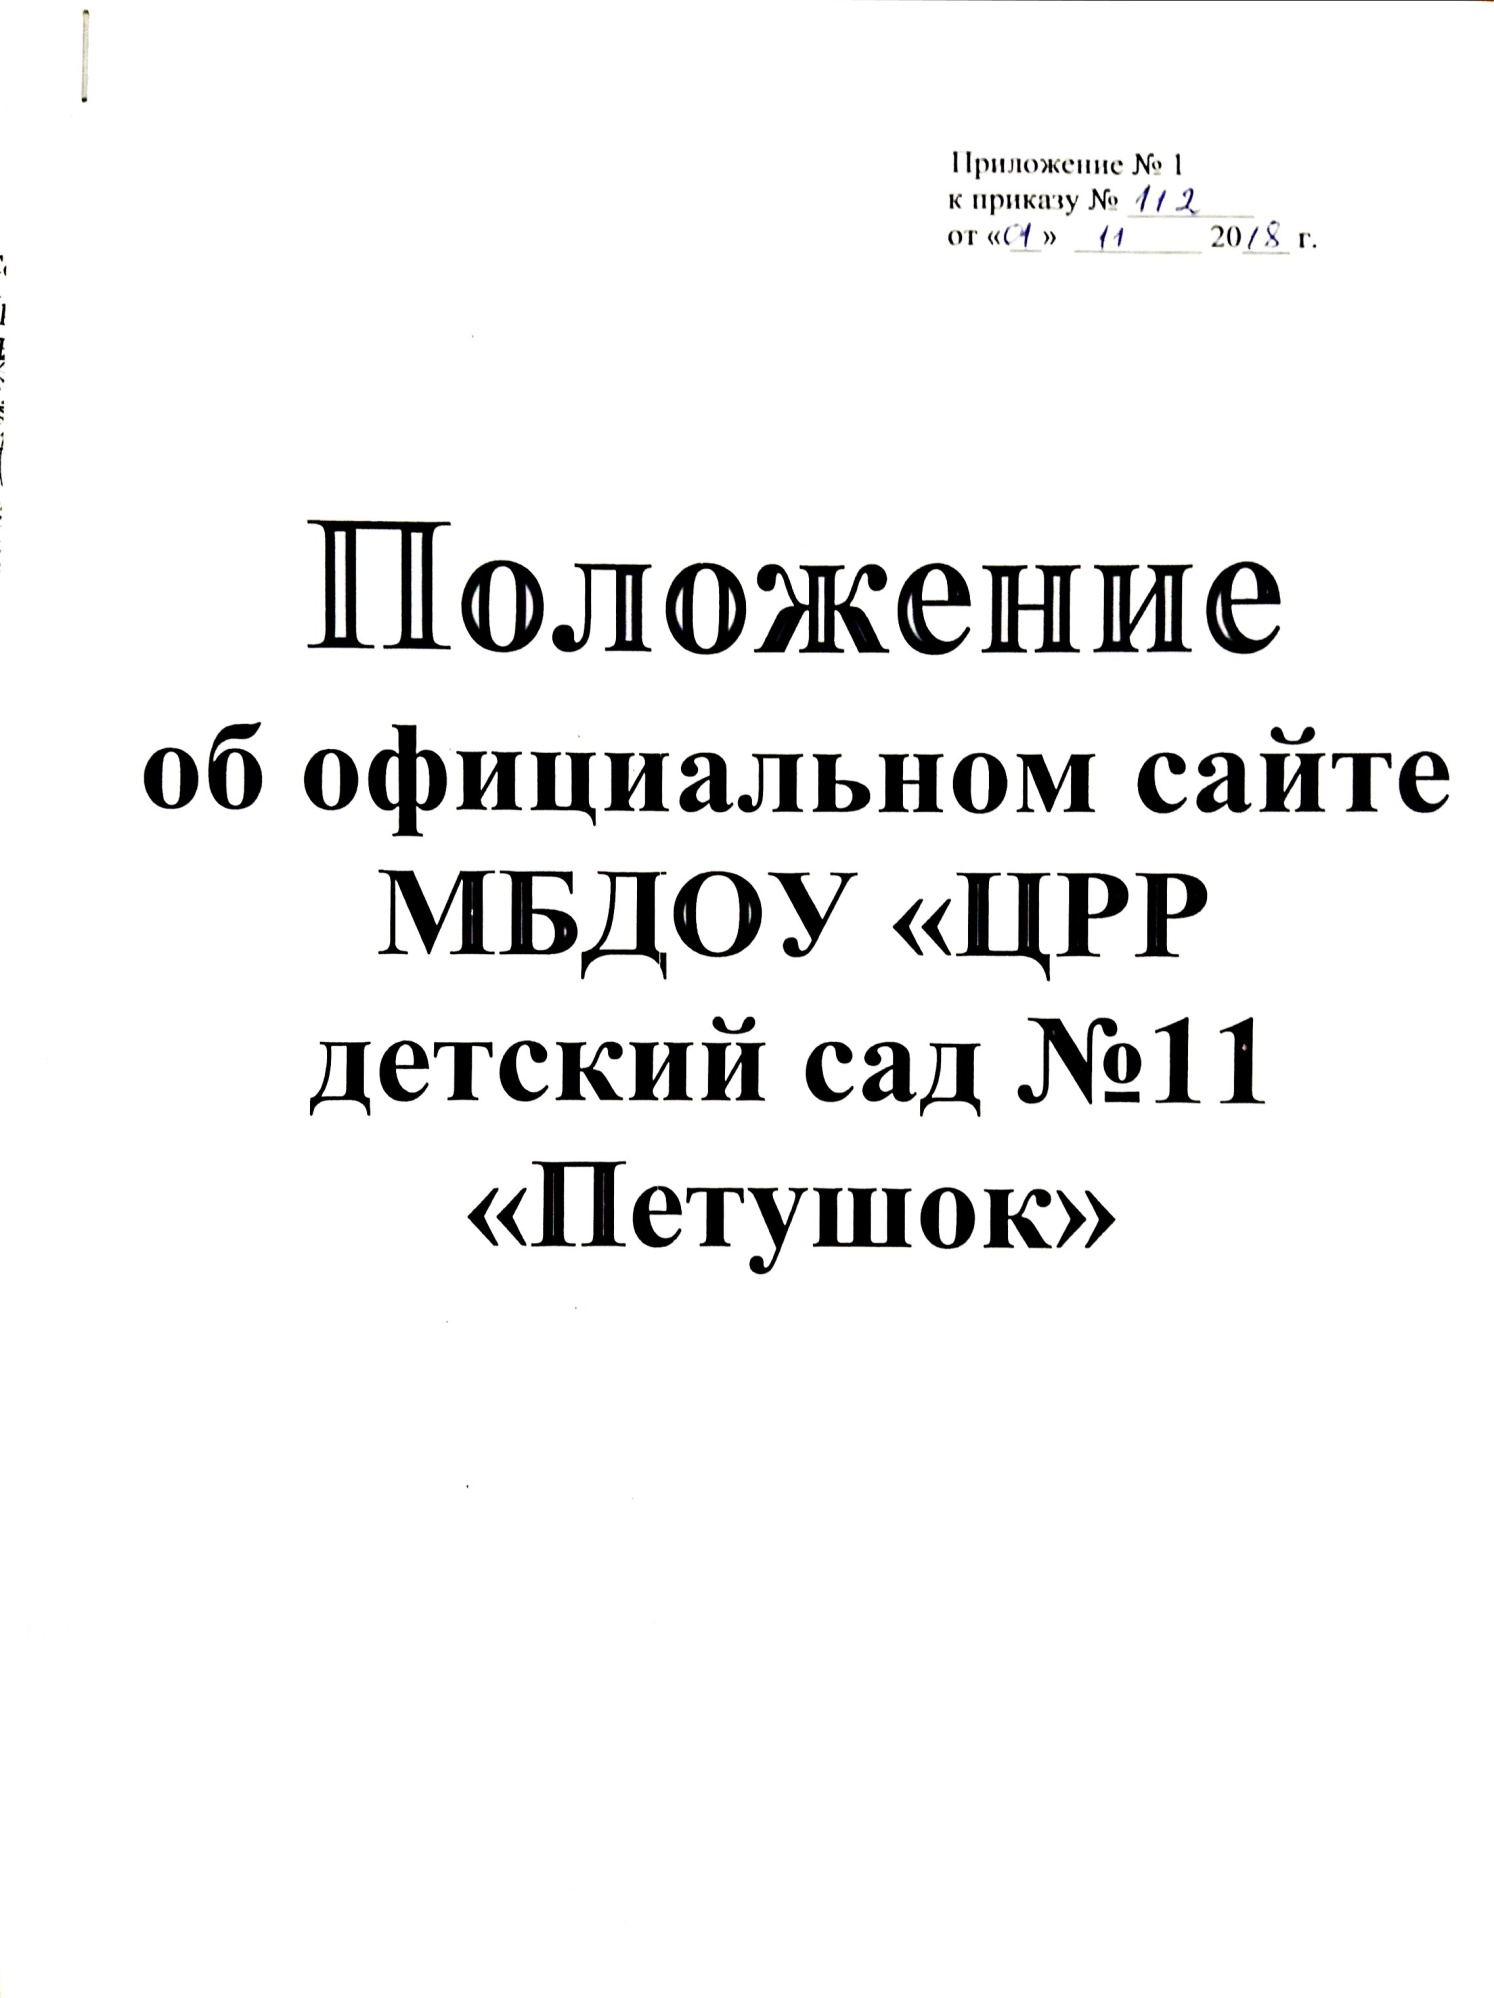 Приложение № 1
к приказу № 112
от «01» 11 2018 г.
Положение
об официальном сайте
МБДОУ «ЦРР
детский сад №11
«Петушок»